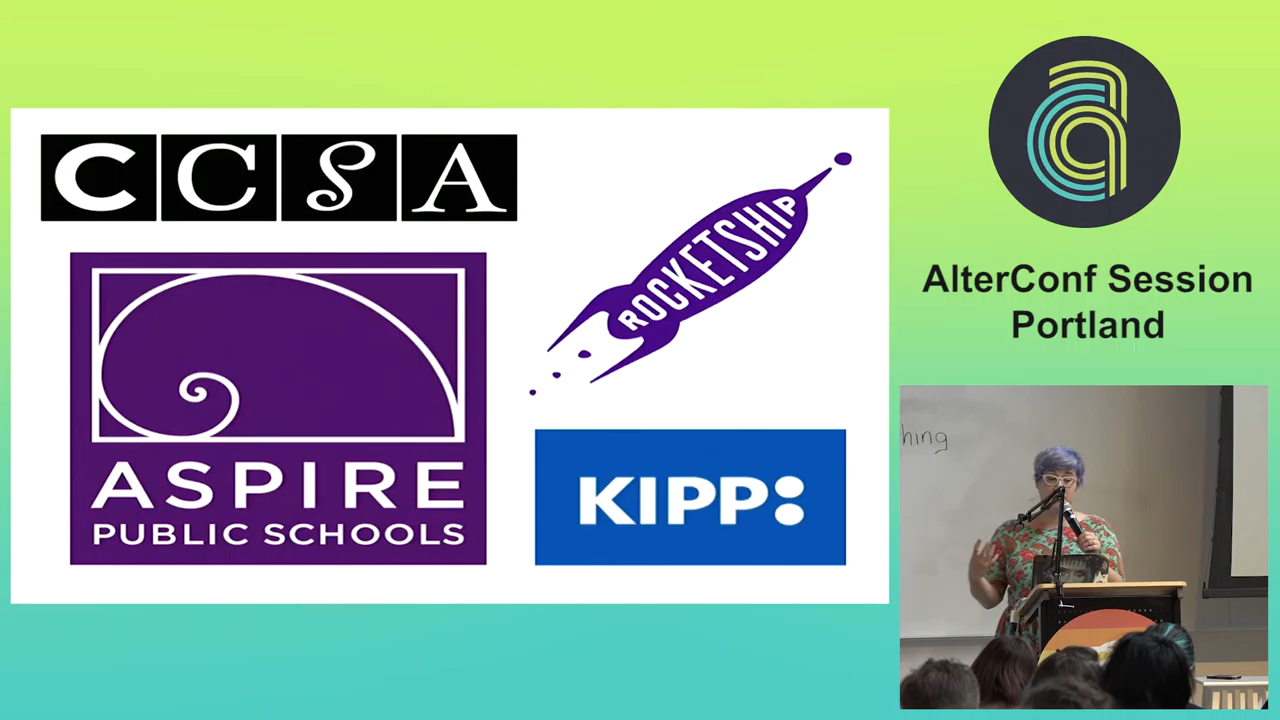 CCSA
ROCKETSHIP
ASPIRE
PUBLIC SCHOOLS
KIPP:
AlterConf Session
Portland
hing